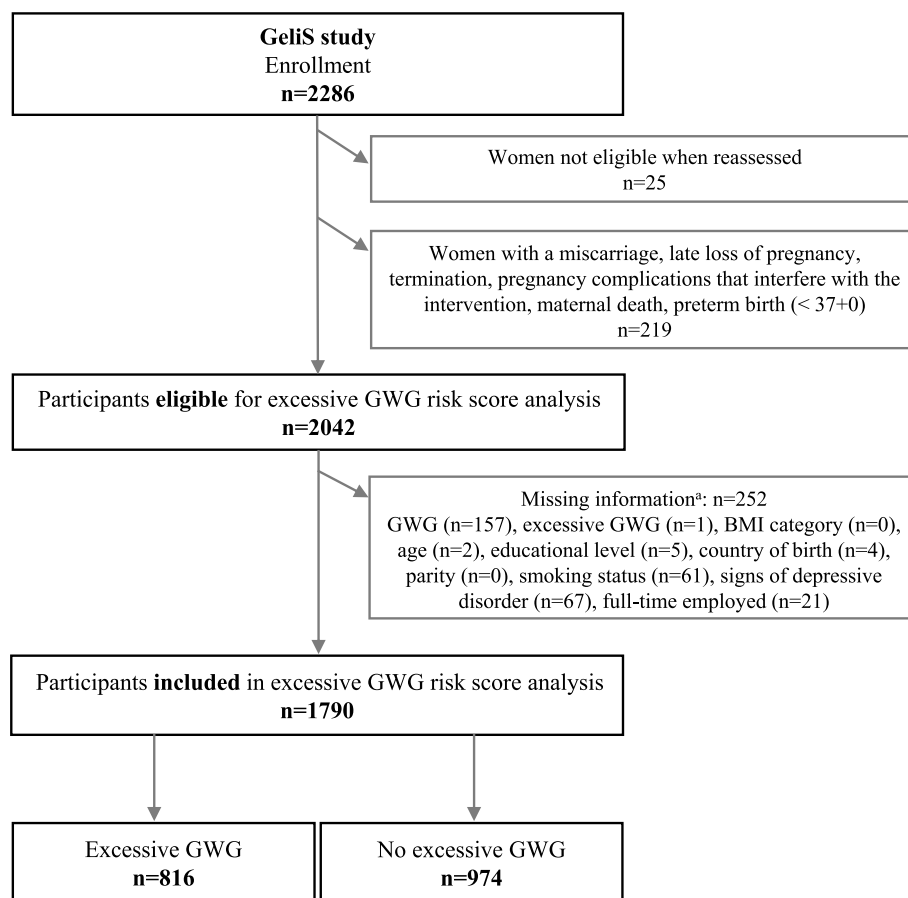 GeliS study
Enrollment
n=2286
Women not eligible when reassessed
n=25
Women with a miscarriage, late loss of pregnancy,
termination, pregnancy complications that interfere with the
intervention, maternal death, preterm birth (< 37+0)
n=219
Participants eligible for excessive GWG risk score analysis
n=2042
Missing informationᵃ: n=252
GWG (n=157), excessive GWG (n=1), BMI category (n=0),
age (n=2), educational level (n=5), country of birth (n=4),
parity (n=0), smoking status (n=61), signs of depressive
disorder (n=67), full-time employed (n=21)
Participants included in excessive GWG risk score analysis
n=1790
Excessive GWG
n=816
No excessive GWG
n=974